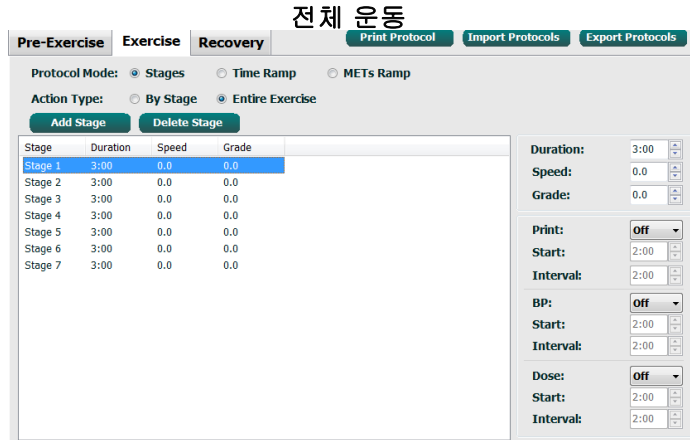 전체 운동
Pre-Exercise Exercise Recovery Print Protocol Import Protocols Export Protocols
Protocol Mode: Stages Time Ramp METs Ramp
Action Type: By Stage Entire Exercise
Add Stage Delete Stage
Stage Duration Speed Grade
Stage 1 3:00 0.0 0.0
Stage 2 3:00 0.0 0.0
Stage 3 3:00 0.0 0.0
Stage 4 3:00 0.0 0.0
Stage 5 3:00 0.0 0.0
Stage 6 3:00 0.0 0.0
Stage 7 3:00 0.0 0.0
Duration: 3:00
Speed: 0.0
Grade: 0.0
Print: Off
Start: 2:00
Interval: 2:00
BP: Off
Start: 2:00
Interval: 2:00
Dose: Off
Start: 2:00
Interval: 2:00